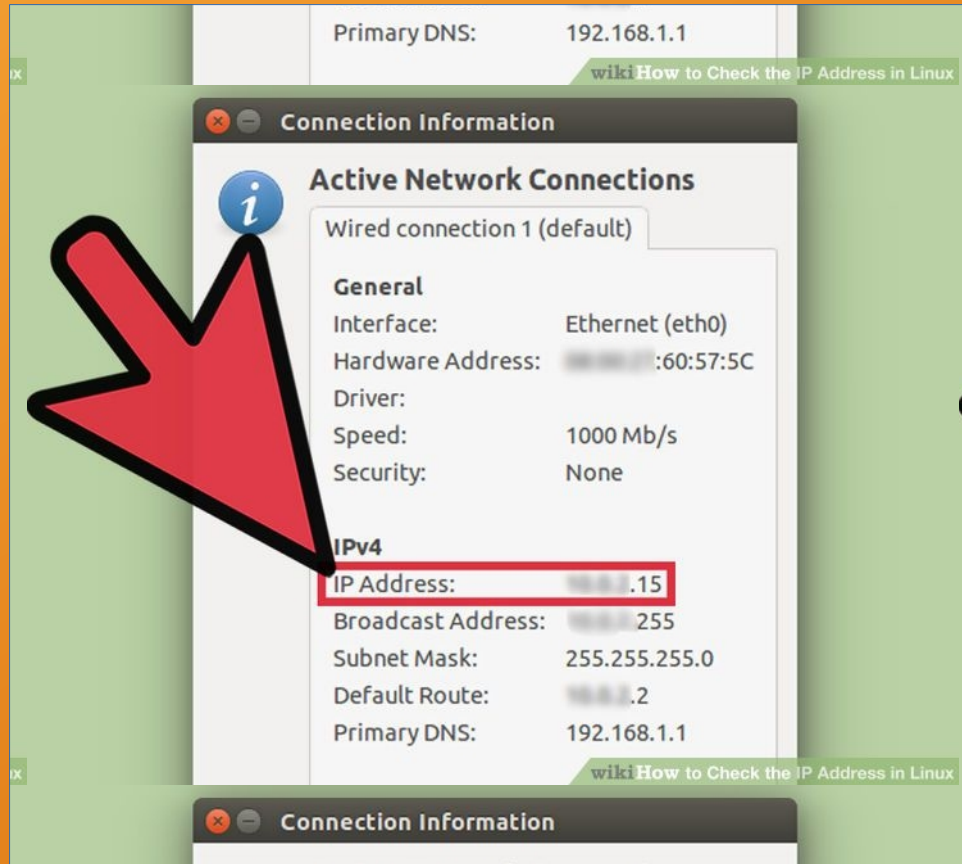 Primary DNS: 192.168.1.1
ux
wikiHow to Check the IP Address in Linux
Connection Information
i
Active Network Connections
Wired connection 1 (default)
General
Interface: Ethernet (eth0)
Hardware Address: :60:57:5C
Driver:
Speed: 1000 Mb/s
Security: None
IPv4
IP Address: .15
Broadcast Address: .255
Subnet Mask: 255.255.255.0
Default Route: .2
Primary DNS: 192.168.1.1
ux
wikiHow to Check the IP Address in Linux
Connection Information